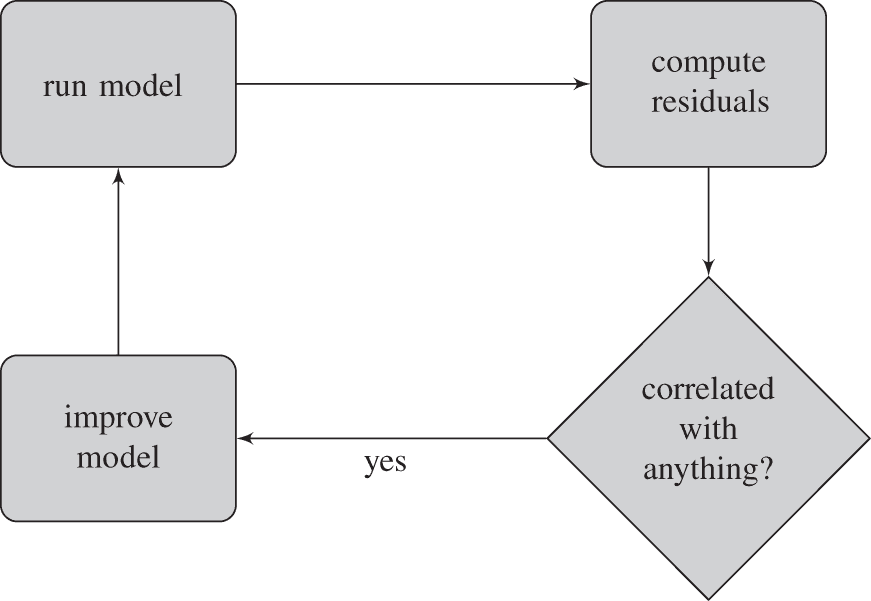 run model
compute
residuals
correlated
with
anything?
yes
improve
model